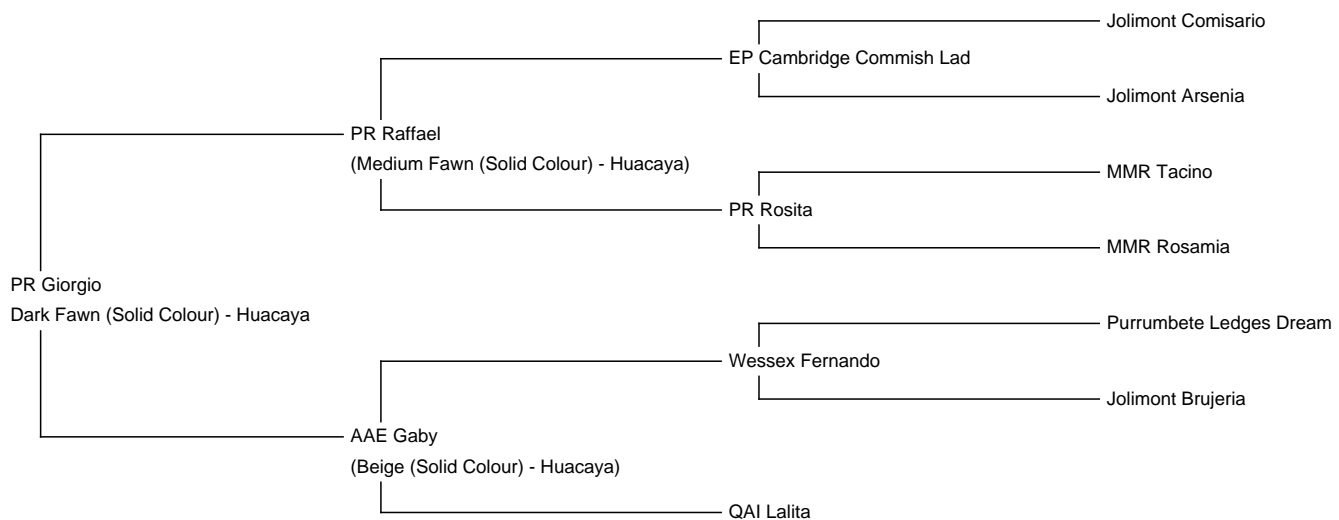 Jolimont Comisario
EP Cambridge Commish Lad
Jolimont Arsenia
PR Raffael
(Medium Fawn (Solid Colour) - Huacaya)
MMR Tacino
PR Rosita
MMR Rosamia
PR Giorgio
Dark Fawn (Solid Colour) - Huacaya
Purrumbete Ledges Dream
Wessex Fernando
Jolimont Brujeria
AAE Gaby
(Beige (Solid Colour) - Huacaya)
QAI Lalita